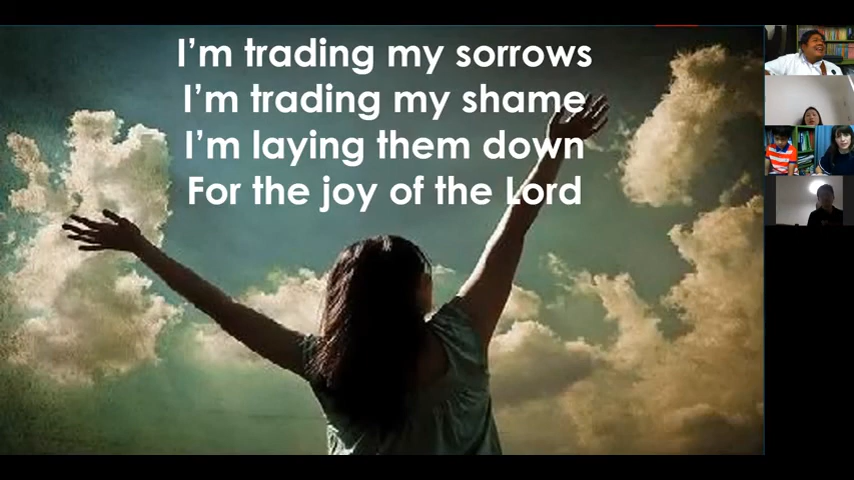 I'm trading my sorrows
I'm trading my shame
I'm laying them down
For the joy of the Lord